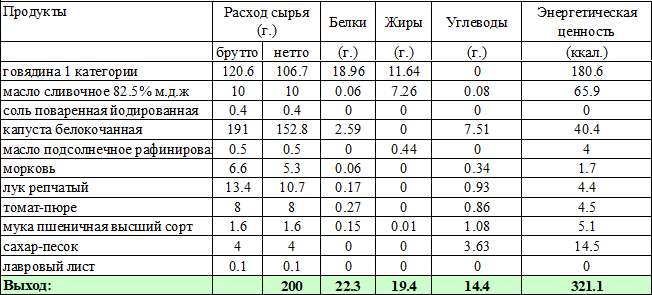 Продукты Расход сырья (г.) Белки Жиры Углеводы Энергетическая ценность
брутто нетто (г.) (г.) (г.) (ккал.)
говядина 1 категории 120.6 106.7 18.96 11.64 0 180.6
масло сливочное 82.5% м.д.ж 10 10 0.06 7.26 0.08 65.9
соль поваренная йодированная 0.4 0.4 0 0 0 0
капуста белокочанная 191 152.8 2.59 0 7.51 40.4
масло подсолнечное рафинирова 0.5 0.5 0 0.44 0 4
морковь 6.6 5.3 0.06 0 0.34 1.7
лук репчатый 13.4 10.7 0.17 0 0.93 4.4
томат-пюре 8 8 0.27 0 0.86 4.5
мука пшеничная высший сорт 1.6 1.6 0.15 0.01 1.08 5.1
сахар-песок 4 4 0 0 3.63 14.5
лавровый лист 0.1 0.1 0 0 0 0
Выход: 200 22.3 19.4 14.4 321.1